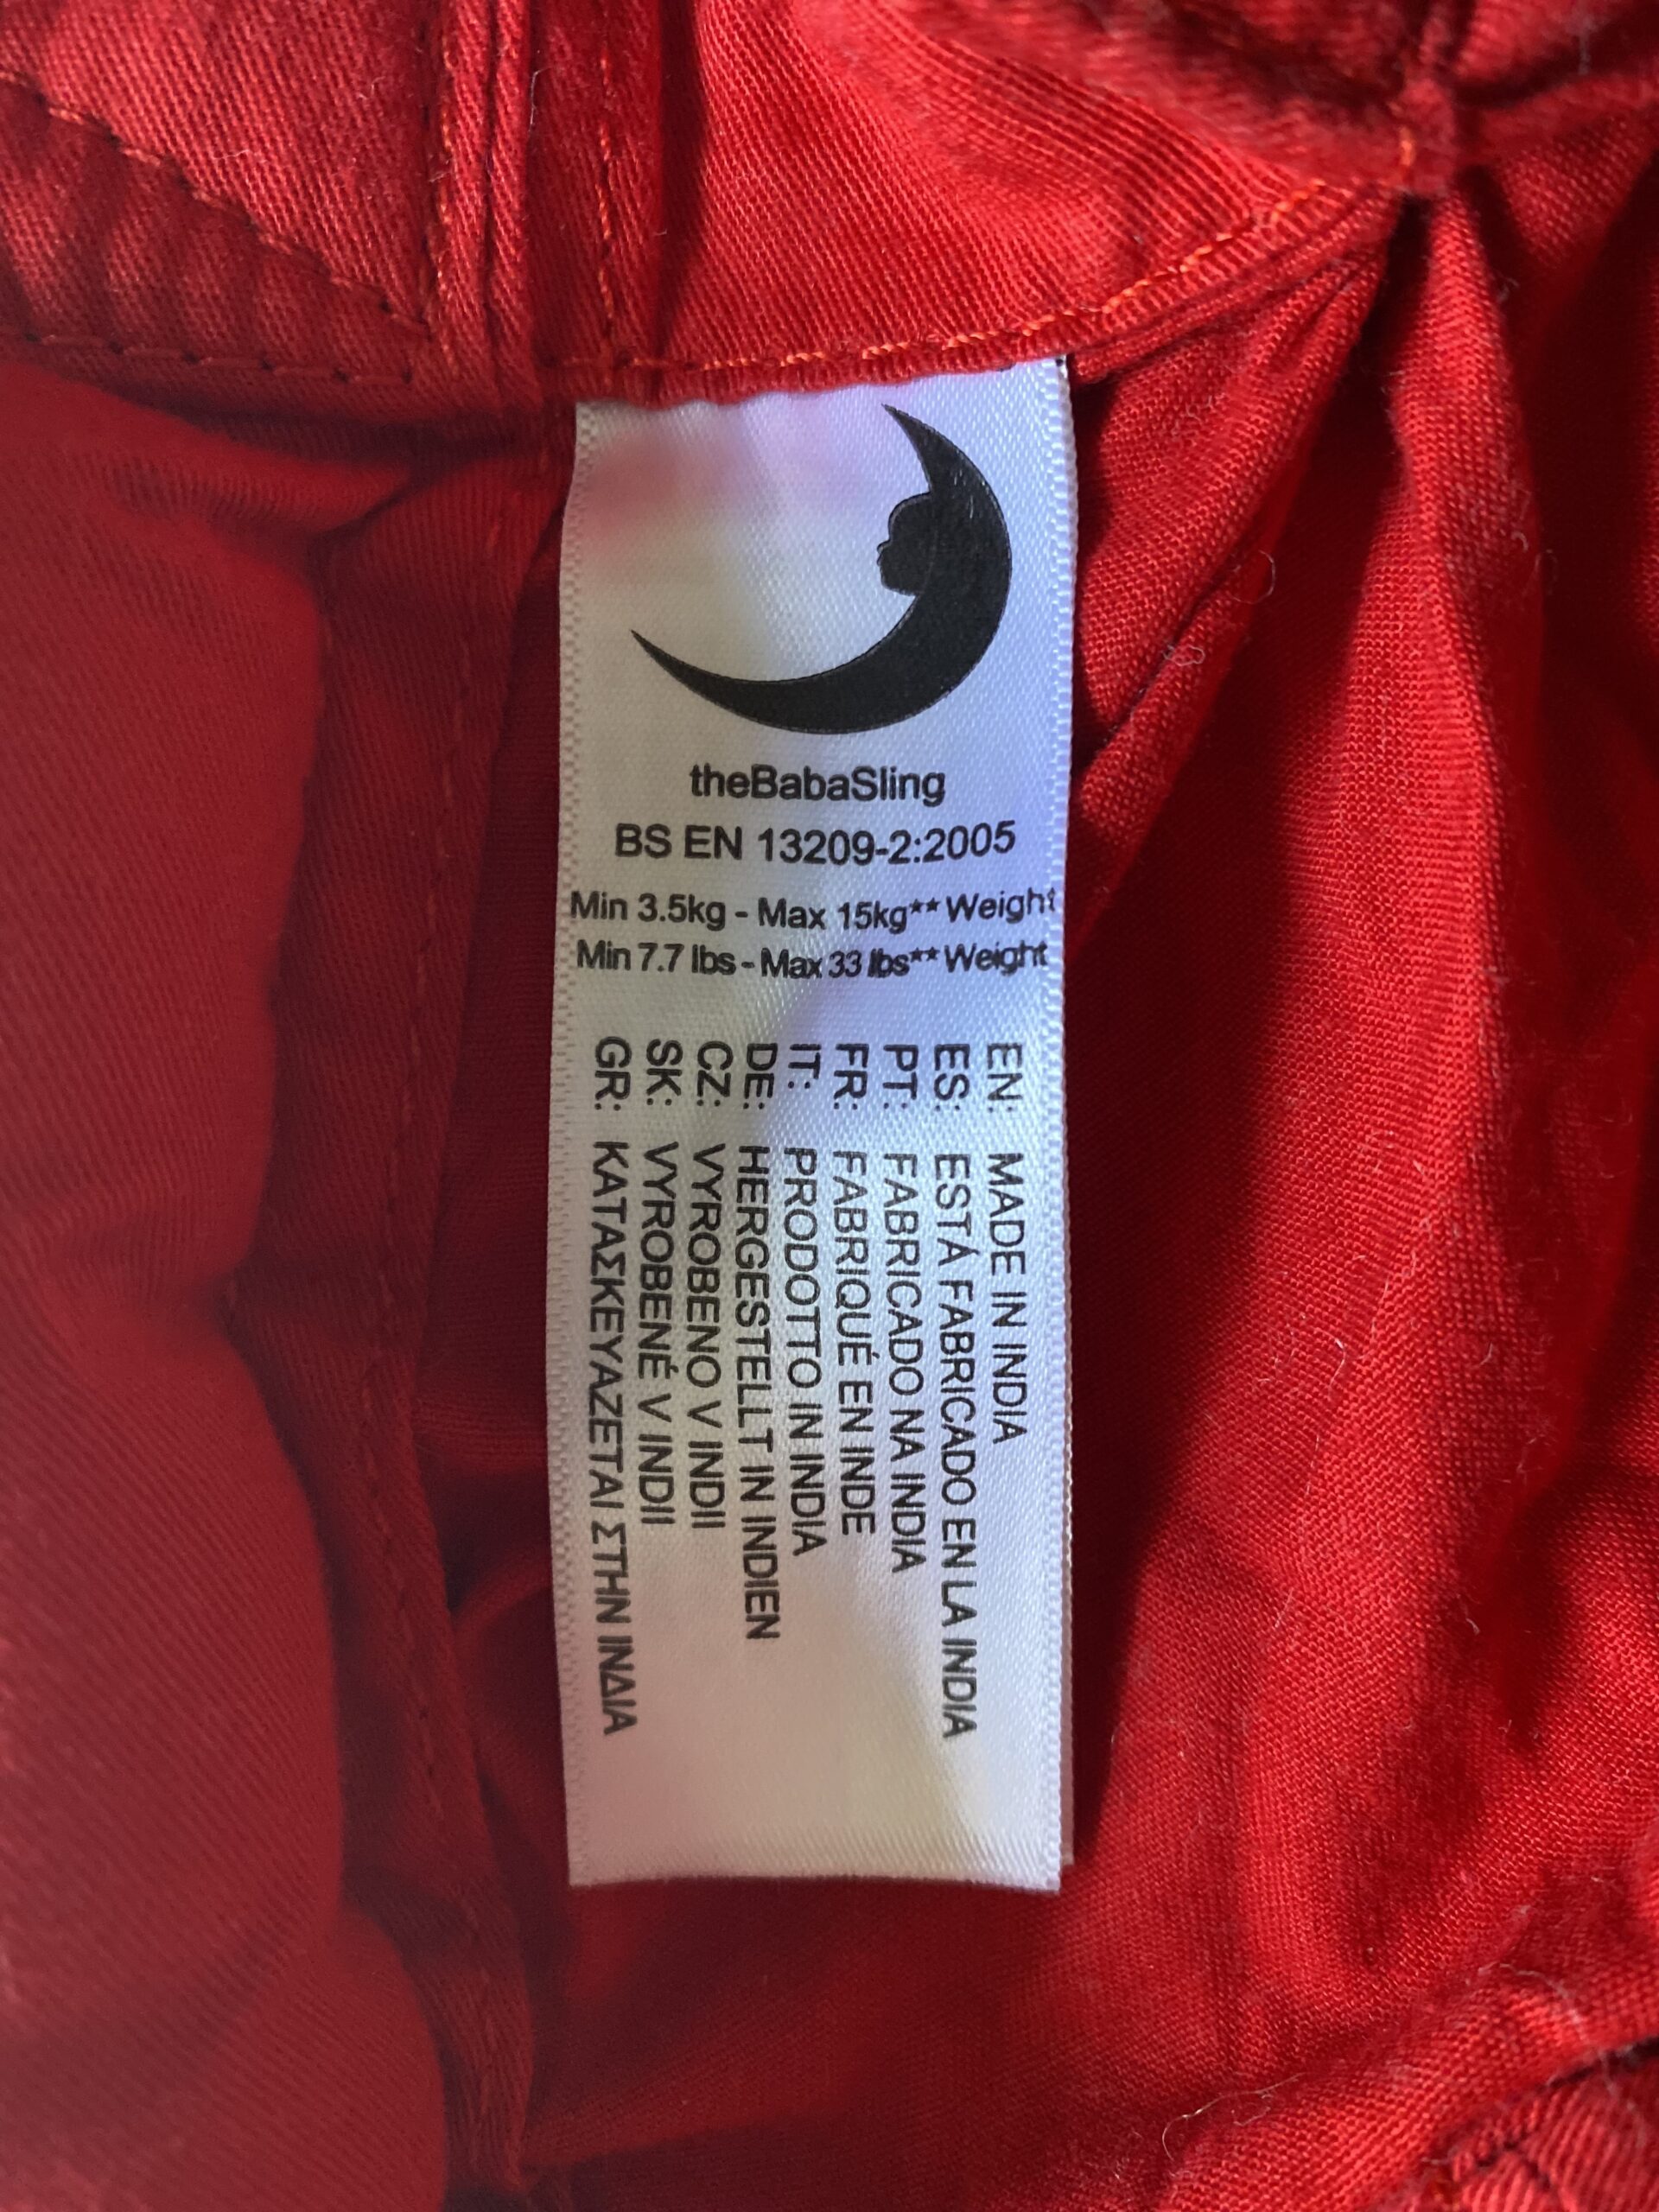 theBabaSling
BS EN 13209-2:2005
Min 3.5kg - Max 15kg** Weight
Min 7.7 lbs - Max 33 lbs** Weight
EN: MADE IN INDIA
ES: ESTÁ FABRICADO EN LA INDIA
PT: FABRICADO NA INDIA
FR: FABRIQUÉ EN INDE
IT: PRODOTTO IN INDIA
DE: HERGESTELLT IN INDIEN
CZ: VYROBENO V INDII
SK: VYROBENÉ V INDII
GR: ΚΑΤΑΣΚΕΥΑΖΕΤΑΙ ΣΤΗΝ ΙΝΔΙΑ